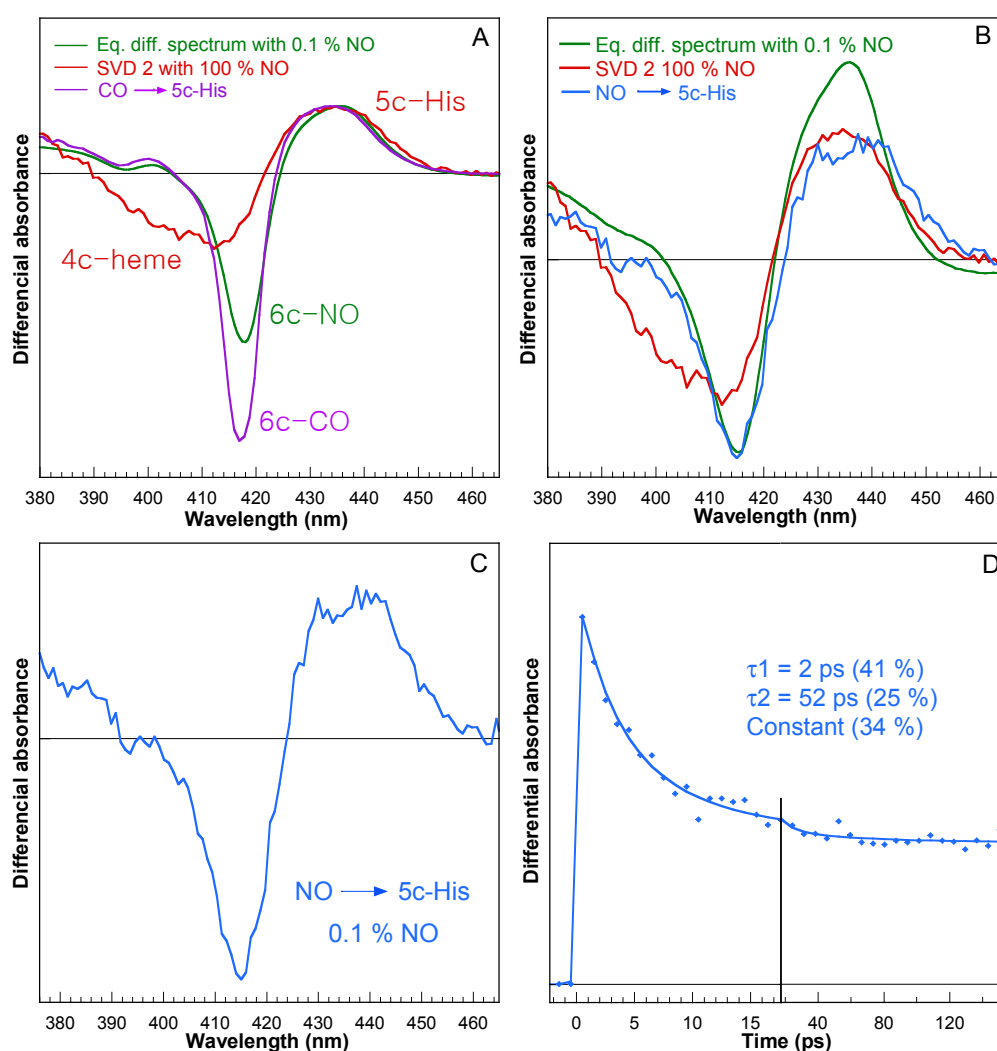 A
Eq. diff. spectrum with 0.1 % NO
SVD 2 with 100 % NO
CO → 5c-His
5c-His
4c-heme
6c-NO
6c-CO
Differencial absorbance
380 390 400 410 420 430 440 450 460
Wavelength (nm)
B
Eq. diff. spectrum with 0.1 % NO
SVD 2 100 % NO
NO → 5c-His
Differencial absorbance
380 390 400 410 420 430 440 450 460
Wavelength (nm)
C
NO → 5c-His
0.1 % NO
Differencial absorbance
380 400 420 440 460
Wavelength (nm)
D
τ1 = 2 ps (41 %)
τ2 = 52 ps (25 %)
Constant (34 %)
Differential absorbance
0 5 10 15 40 80 120
Time (ps)